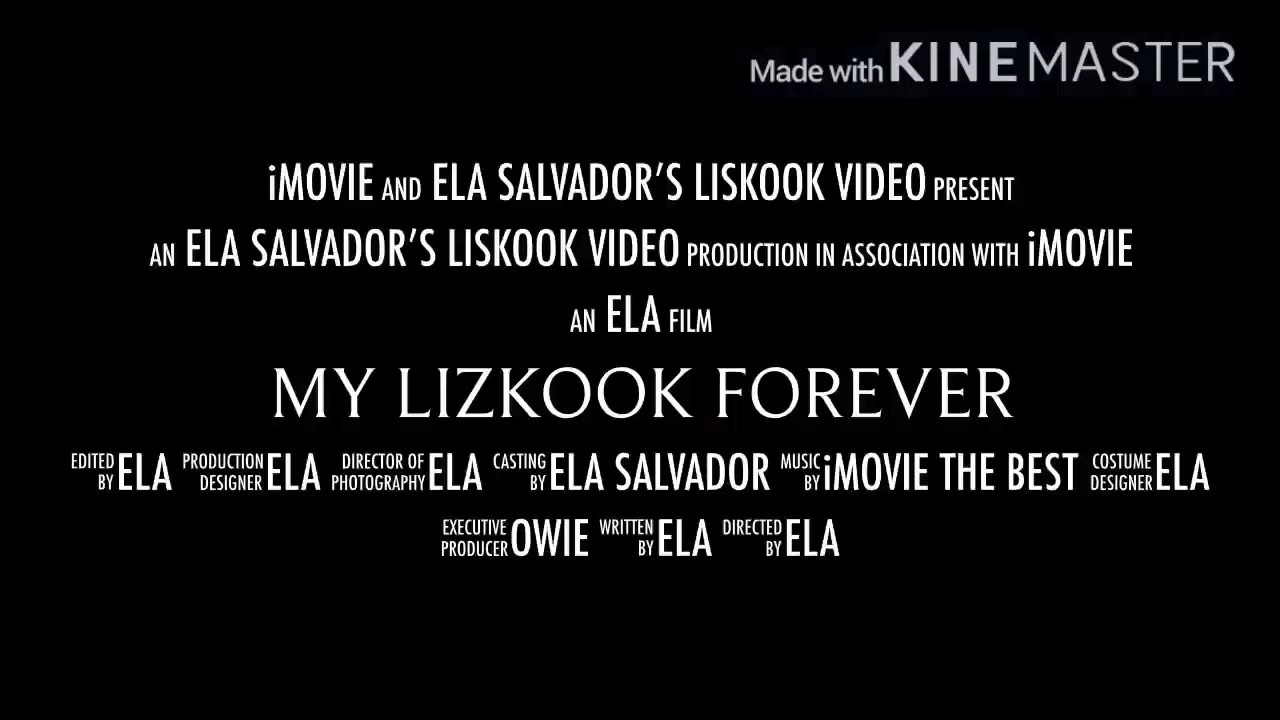 Made with KINEMASTER
iMOVIE AND ELA SALVADOR'S LISKOOK VIDEO PRESENT
AN ELA SALVADOR'S LISKOOK VIDEO PRODUCTION IN ASSOCIATION WITH iMOVIE
AN ELA FILM
MY LIZKOOK FOREVER
EDITED BY ELA PRODUCTION DESIGNER ELA DIRECTOR OF PHOTOGRAPHY ELA CASTING BY ELA SALVADOR MUSIC BY iMOVIE THE BEST COSTUME DESIGNER ELA
EXECUTIVE PRODUCER OWIE WRITTEN BY ELA DIRECTED BY ELA